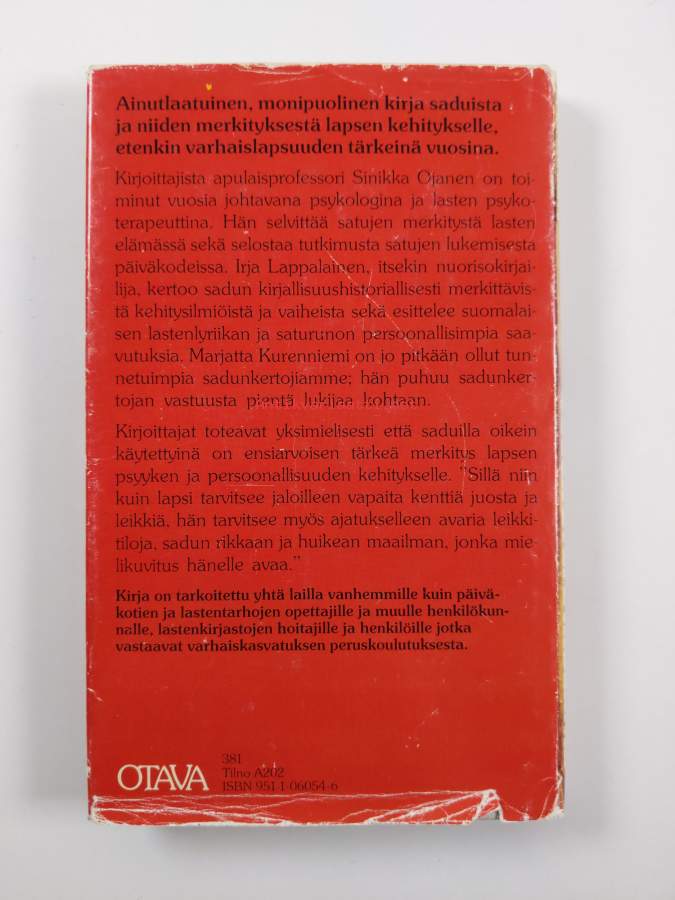 Ainutlaatuinen, monipuolinen kirja saduista
ja niiden merkityksestä lapsen kehitykselle,
etenkin varhaislapsuuden tärkeinä vuosina.
Kirjoittajista apulaisprofessori Sinikka Ojanen on toi-
minut vuosia johtavana psykologina ja lasten psyko-
terapeuttina. Hän selvittää satujen merkitystä lasten
elämässä sekä selostaa tutkimusta satujen lukemisesta
päiväkodeissa. Irja Lappalainen, itsekin nuorisokirjai-
lija, kertoo sadun kirjallisuushistoriallisesti merkittävis-
tä kehitysilmiöistä ja vaiheista sekä esittelee suomalai-
sen lastenlyriikan ja saturunon persoonallisimpia saa-
vutuksia. Marjatta Kurenniemi on jo pitkään ollut tun-
netuimpia sadunkertojiamme; hän puhuu sadunker-
tojan vastuusta pientä lukijaa kohtaan.
Kirjoittajat toteavat yksimielisesti että saduilla oikein
käytettyinä on ensiarvoisen tärkeä merkitys lapsen
psyyken ja persoonallisuuden kehitykselle. "Sillä niin
kuin lapsi tarvitsee jaloilleen vapaita kenttiä juosta ja
leikkiä, hän tarvitsee myös ajatukselleen avaria leikki-
tiloja, sadun rikkaan ja huikean maailman, jonka mie-
likuvitus hänelle avaa."
Kirja on tarkoitettu yhtä lailla vanhemmille kuin päivä-
kotien ja lastentarhojen opettajille ja muulle henkilökun-
nalle, lastenkirjastojen hoitajille ja henkilöille jotka
vastaavat varhaiskasvatuksen peruskoulutuksesta.
OTAVA
381
Tilno A202
ISBN 951-1-06054-6